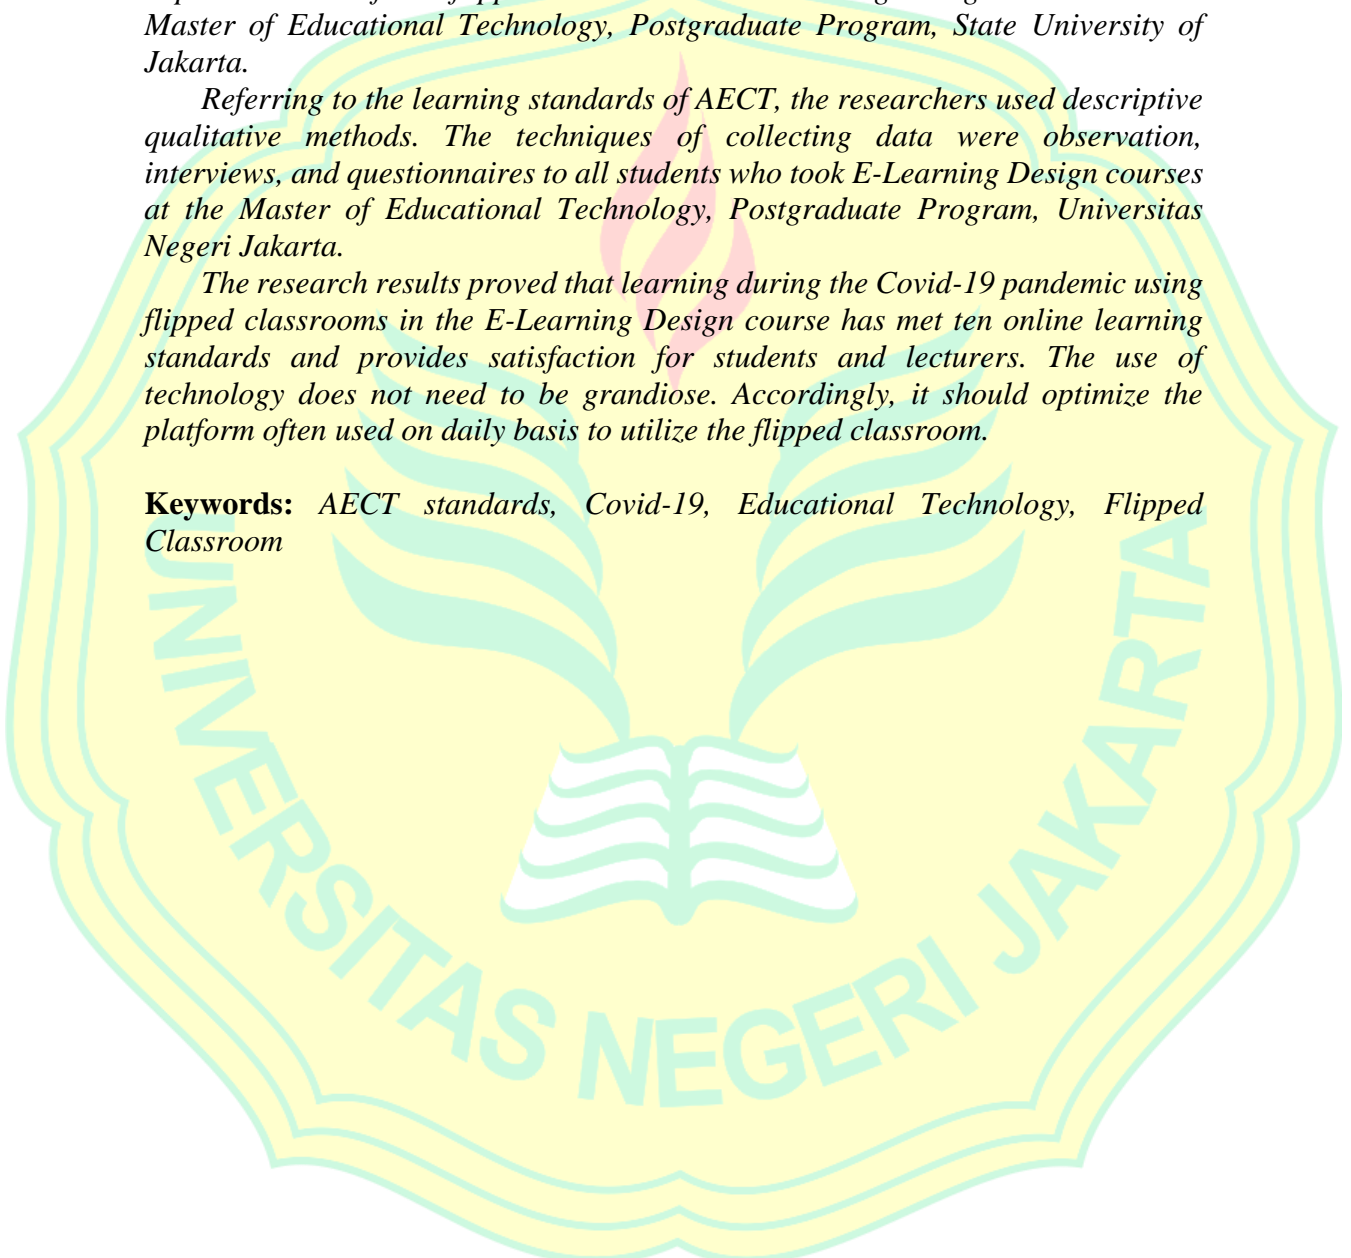 Master of Educational Technology, Postgraduate Program, State University of
Jakarta.
Referring to the learning standards of AECT, the researchers used descriptive
qualitative methods. The techniques of collecting data were observation,
interviews, and questionnaires to all students who took E-Learning Design courses
at the Master of Educational Technology, Postgraduate Program, Universitas
Negeri Jakarta.
The research results proved that learning during the Covid-19 pandemic using
flipped classrooms in the E-Learning Design course has met ten online learning
standards and provides satisfaction for students and lecturers. The use of
technology does not need to be grandiose. Accordingly, it should optimize the
platform often used on daily basis to utilize the flipped classroom.
Keywords: AECT standards, Covid-19, Educational Technology, Flipped
Classroom
UNIVERSITAS NEGERI JAKARTA